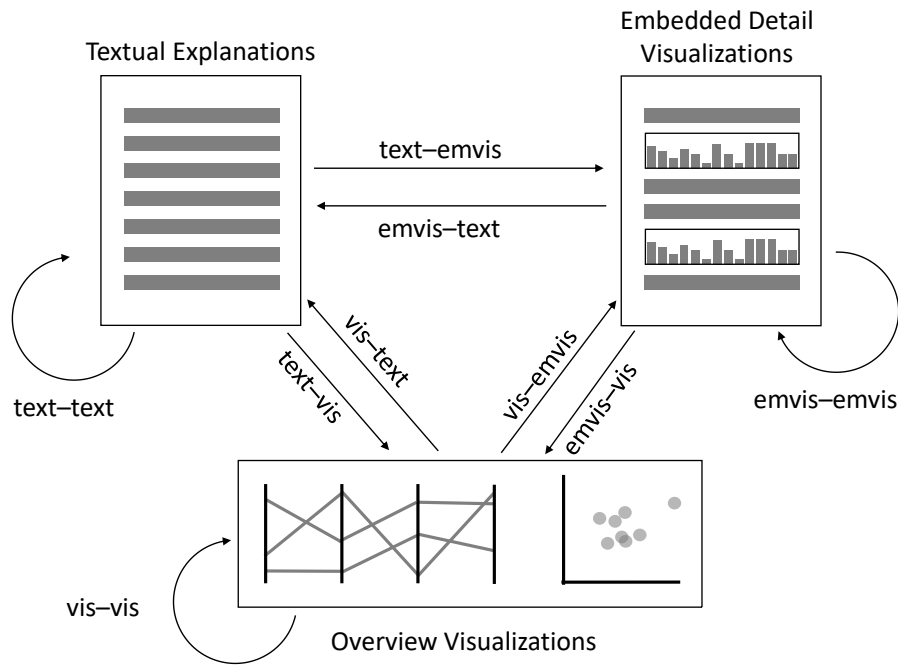 Textual Explanations
Embedded Detail
Visualizations
text–emvis
emvis–text
text–text
vis–text
text–vis
vis–emvis
emvis–vis
emvis–emvis
vis–vis
Overview Visualizations